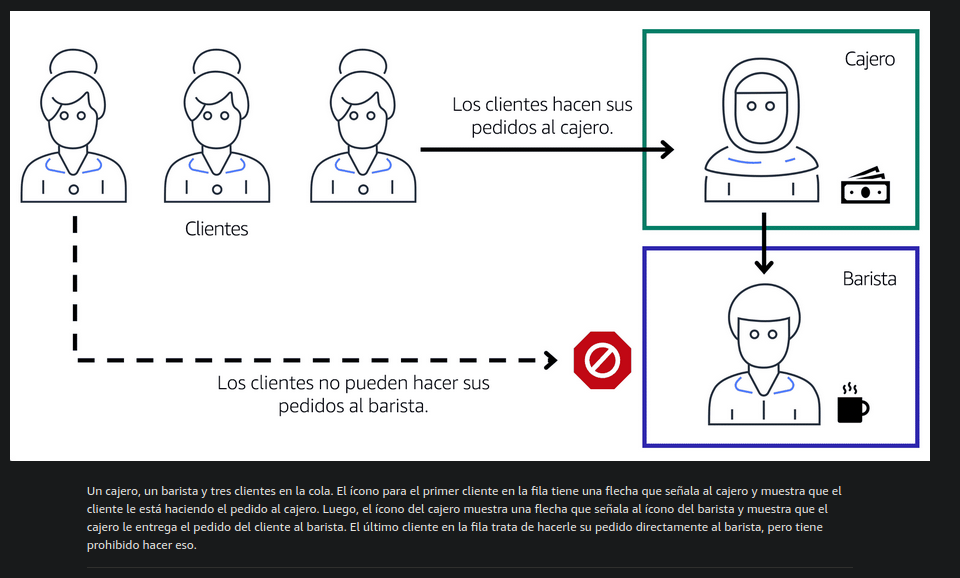 Cajero
Los clientes hacen sus
pedidos al cajero.
Clientes
Barista
Los clientes no pueden hacer sus
pedidos al barista.
Un cajero, un barista y tres clientes en la cola. El ícono para el primer cliente en la fila tiene una flecha que señala al cajero y muestra que el
cliente le está haciendo el pedido al cajero. Luego, el ícono del cajero muestra una flecha que señala al ícono del barista y muestra que el
cajero le entrega el pedido del cliente al barista. El último cliente en la fila trata de hacerle su pedido directamente al barista, pero tiene
prohibido hacer eso.